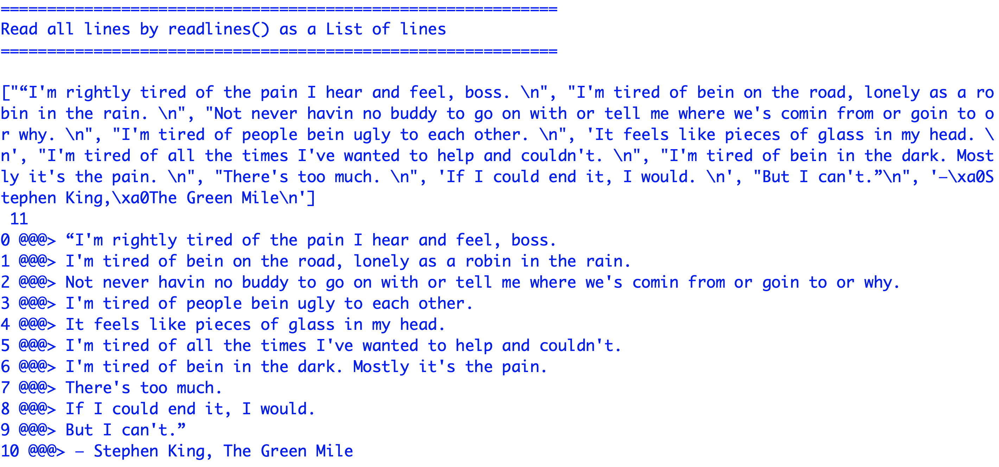 ============================================================
Read all lines by readlines() as a List of lines
============================================================
["“I'm rightly tired of the pain I hear and feel, boss. \n", "I'm tired of bein on the road, lonely as a ro
bin in the rain. \n", "Not never havin no buddy to go on with or tell me where we's comin from or goin to o
r why. \n", "I'm tired of people bein ugly to each other. \n", 'It feels like pieces of glass in my head. \
n', "I'm tired of all the times I've wanted to help and couldn't. \n", "I'm tired of bein in the dark. Most
ly it's the pain. \n", "There's too much. \n", 'If I could end it, I would. \n', "But I can't.”\n", '―\xa0S
tephen King,\xa0The Green Mile\n']
 11
0 @@@> “I'm rightly tired of the pain I hear and feel, boss.
1 @@@> I'm tired of bein on the road, lonely as a robin in the rain.
2 @@@> Not never havin no buddy to go on with or tell me where we's comin from or goin to or why.
3 @@@> I'm tired of people bein ugly to each other.
4 @@@> It feels like pieces of glass in my head.
5 @@@> I'm tired of all the times I've wanted to help and couldn't.
6 @@@> I'm tired of bein in the dark. Mostly it's the pain.
7 @@@> There's too much.
8 @@@> If I could end it, I would.
9 @@@> But I can't.”
10 @@@> ― Stephen King, The Green Mile